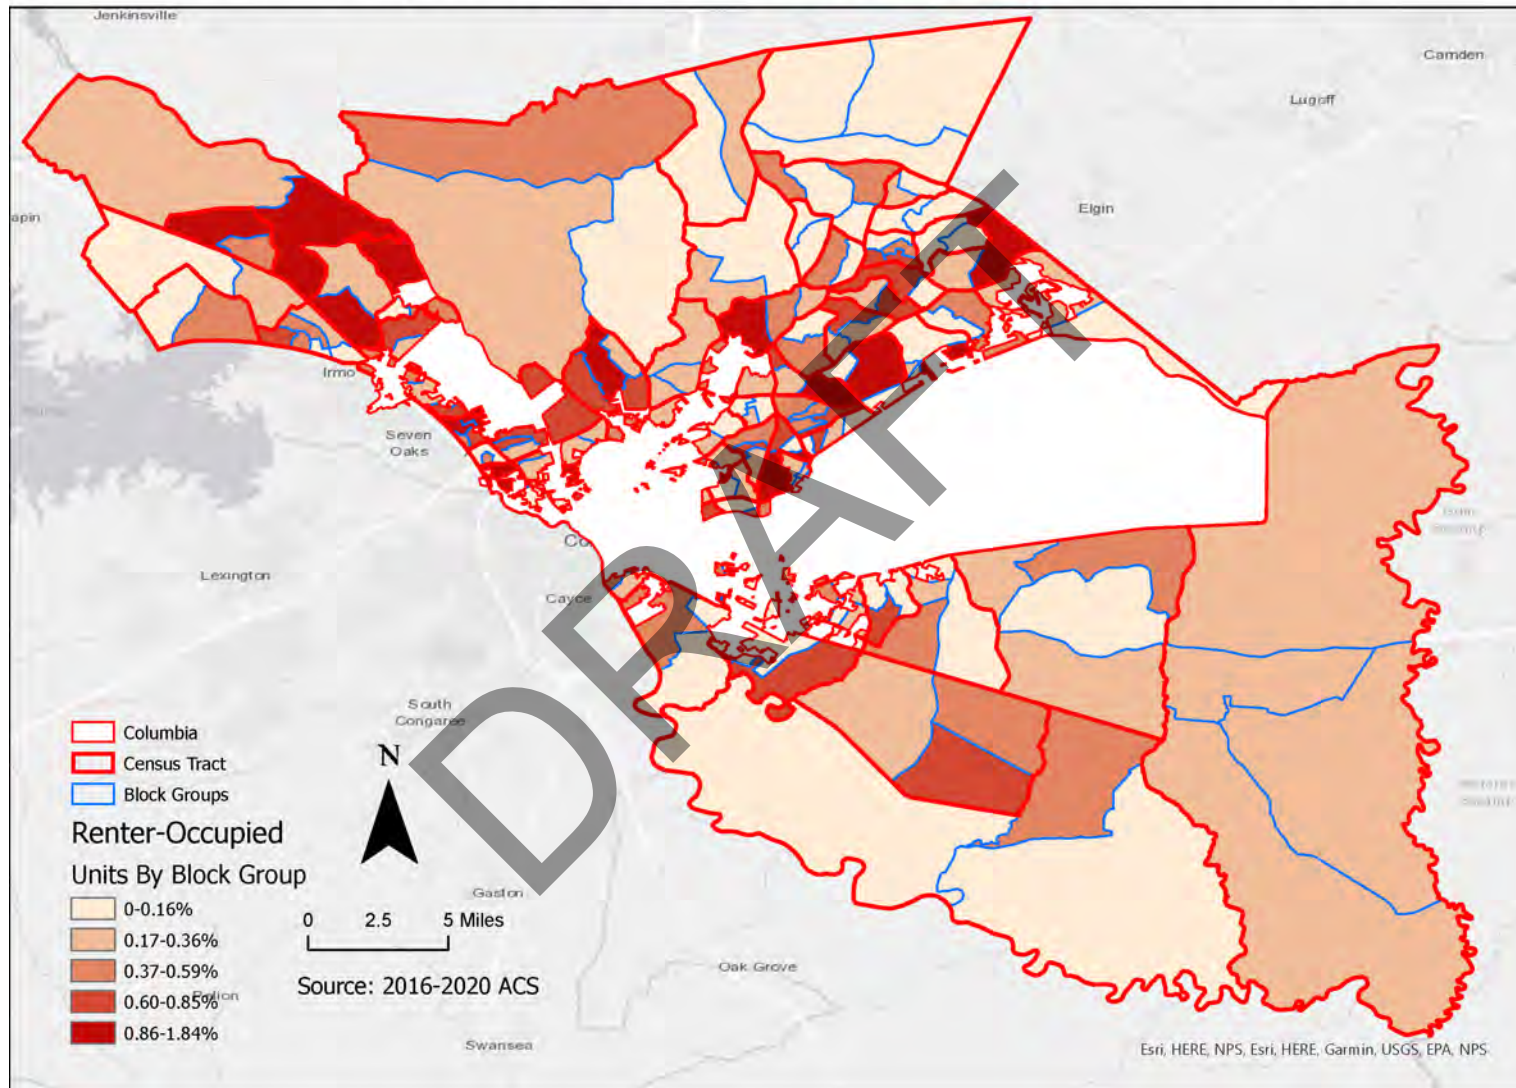 Jenkinsville
Camden
Lugoff
Elgin
apin
Irmo
Seven
Oaks
Co
Lexington
Cayce
South
Congaree
DRAFT
Columbia
Census Tract
Block Groups
N
Renter-Occupied
Units By Block Group
0-0.16%
0.17-0.36%
0.37-0.59%
0.60-0.85%
0.86-1.84%
0 2.5 5 Miles
Source: 2016-2020 ACS
Gaston
Oak Grove
Swansea
Esri, HERE, NPS, Esri, HERE, Garmin, USGS, EPA, NPS